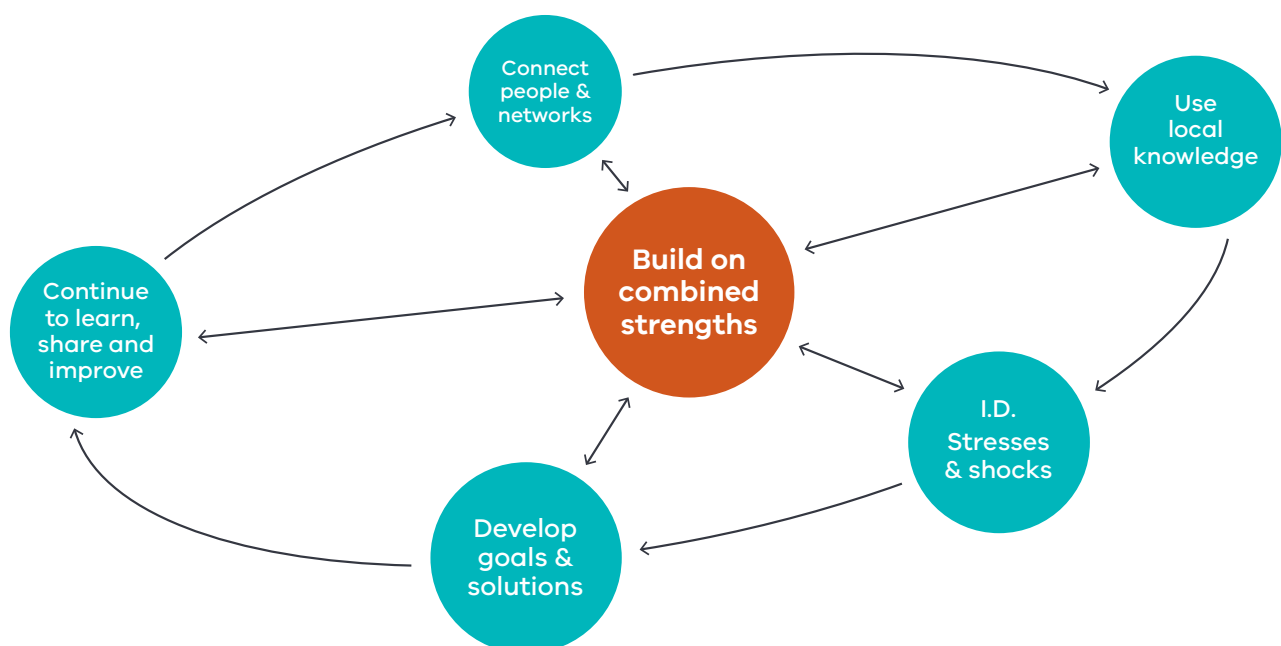 Connect
people &
networks
Use
local
knowledge
Build on
combined
strengths
Continue
to learn,
share and
improve
I.D.
Stresses
& shocks
Develop
goals &
solutions